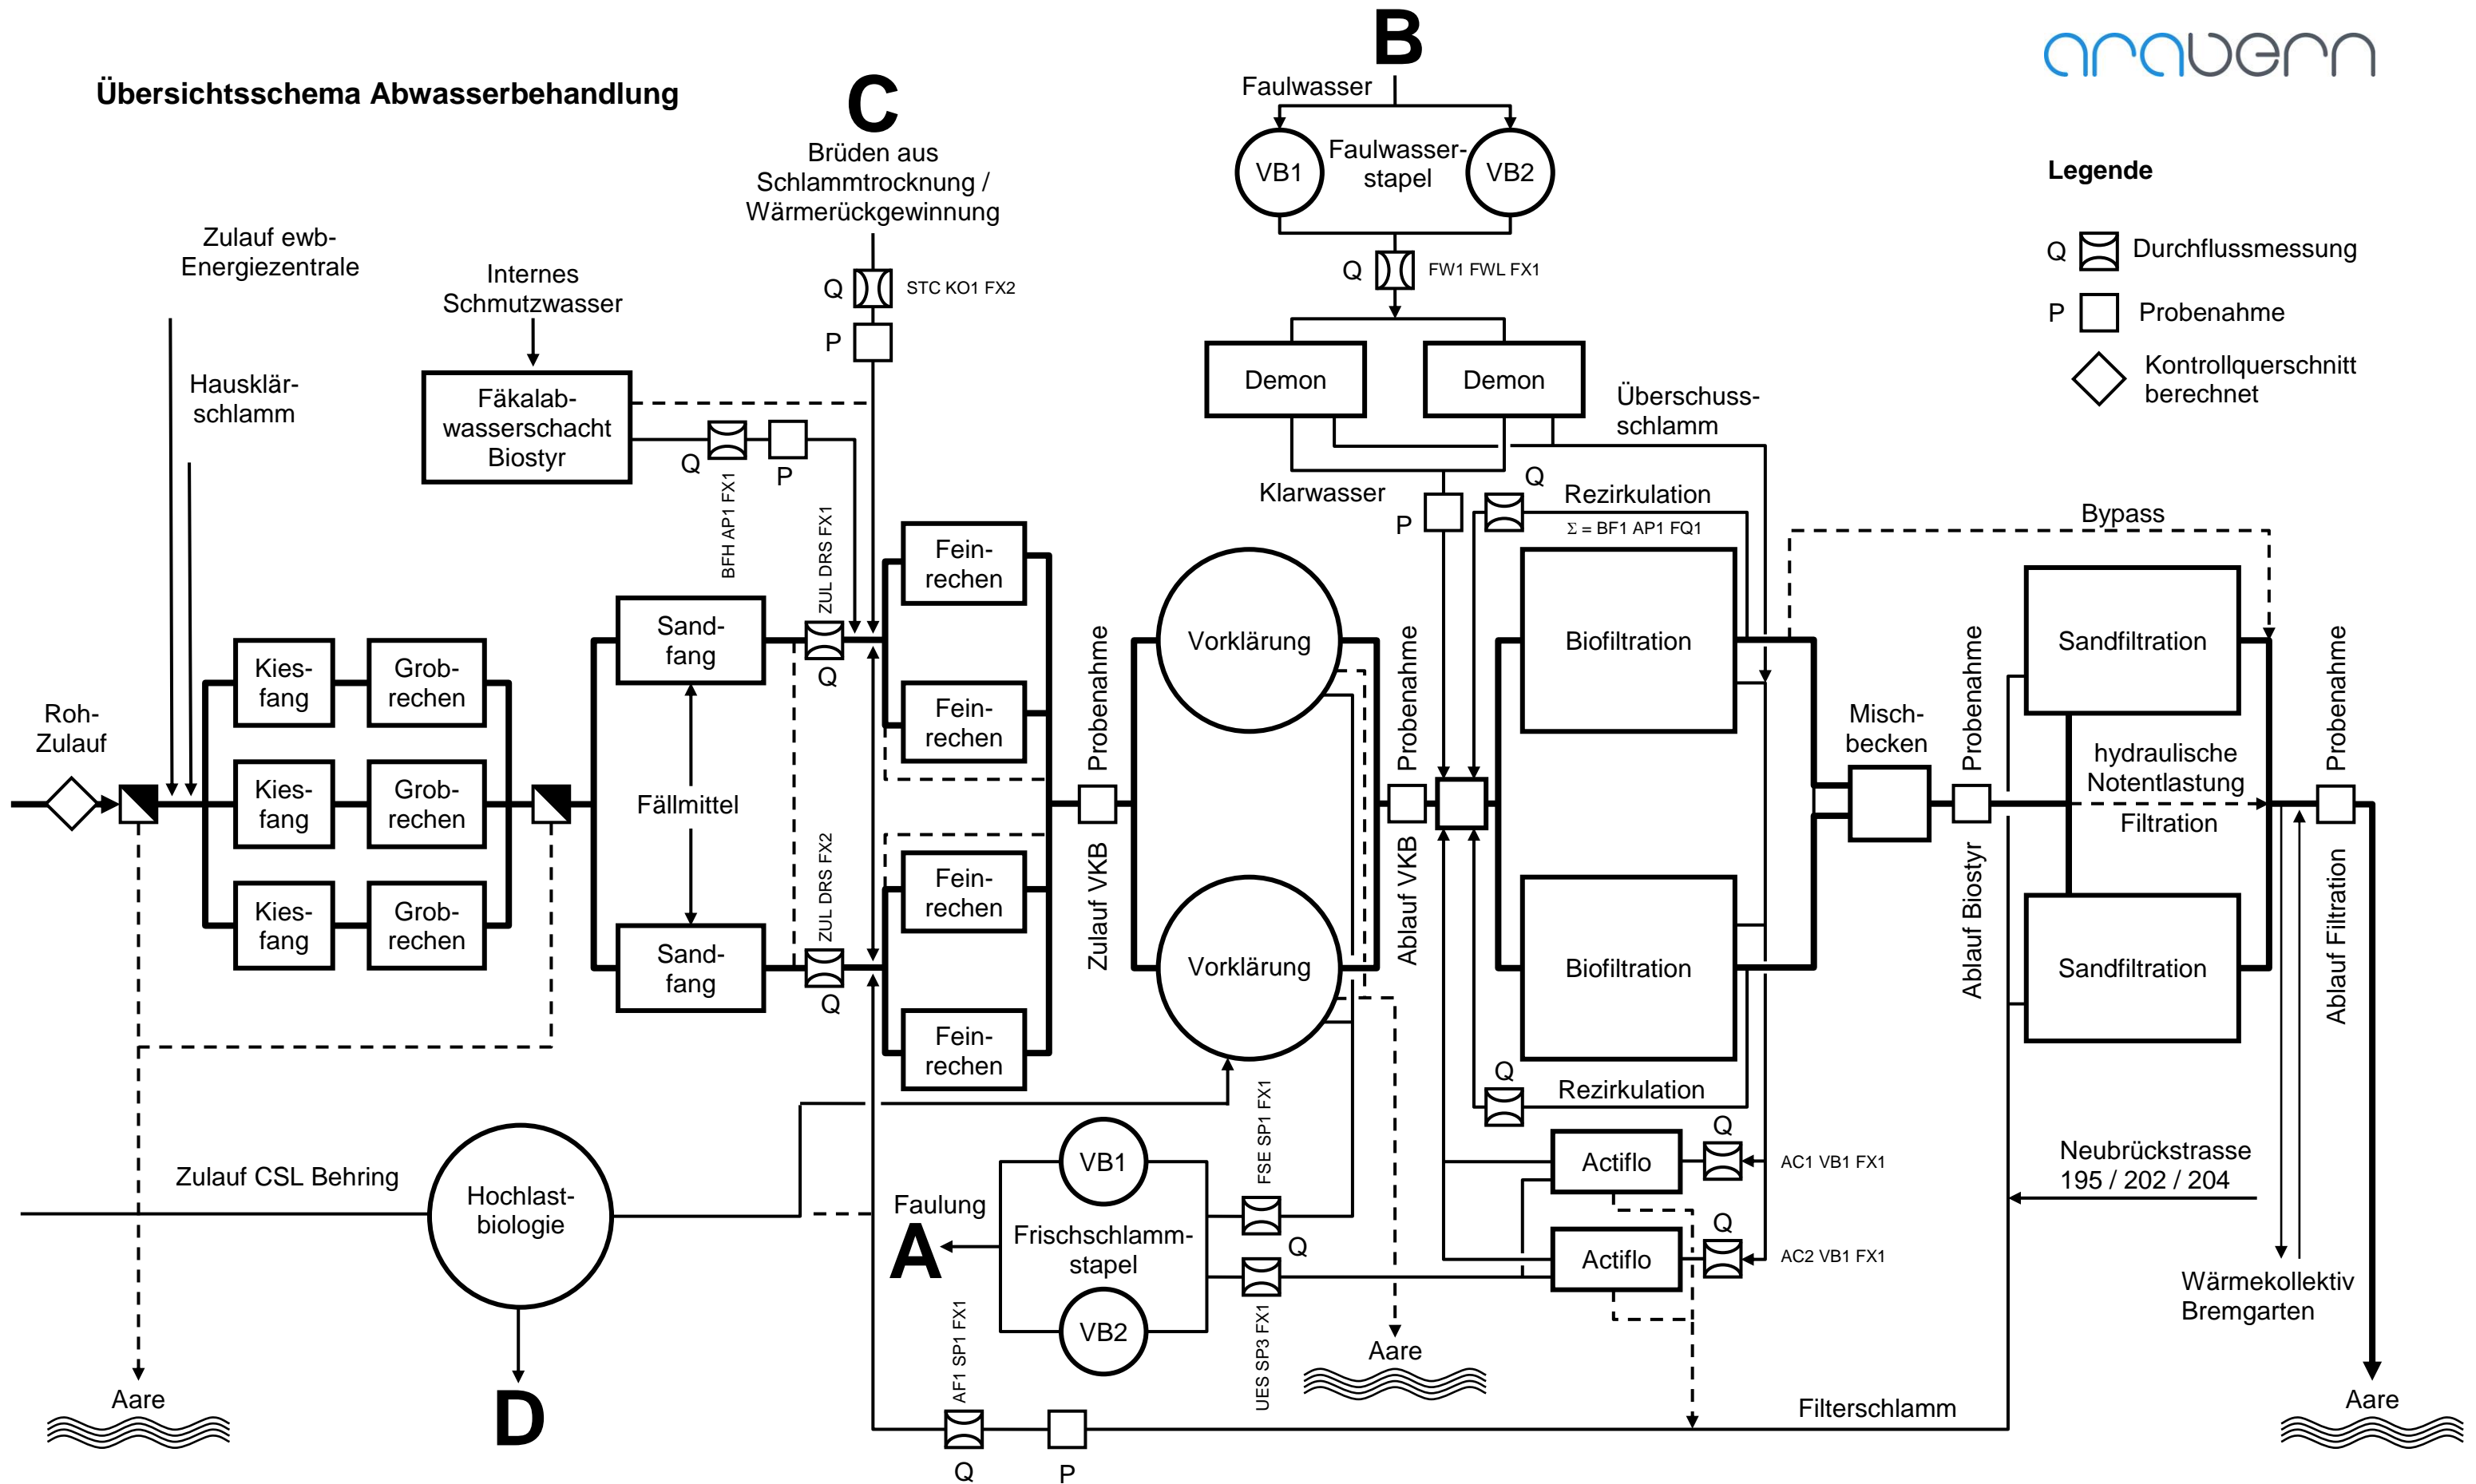 Übersichtsschema Abwasserbehandlung
arabern
B
Faulwasser
VB1
Faulwasser-
stapel
VB2
Q
FW1 FWL FX1
C
Brüden aus
Schlammtrocknung /
Wärmerückgewinnung
Q
STC KO1 FX2
P
Legende
Q
Durchflussmessung
P
Probenahme
Kontrollquerschnitt
berechnet
Zulauf ewb-
Energiezentrale
Hausklär-
schlamm
Internes
Schmutzwasser
Fäkalab-
wasserschacht
Biostyr
Q
P
BFH AP1 FX1
Demon
Demon
Überschuss-
schlamm
Klarwasser
P
Q
Rezirkulation
Σ = BF1 AP1 FQ1
Bypass
Roh-
Zulauf
Kies-
fang
Grob-
rechen
Kies-
fang
Grob-
rechen
Kies-
fang
Grob-
rechen
Sand-
fang
Fällmittel
Sand-
fang
ZUL DRS FX1
Q
ZUL DRS FX2
Q
Fein-
rechen
Fein-
rechen
Fein-
rechen
Fein-
rechen
Probenahme
Zulauf VKB
Vorklärung
Vorklärung
Probenahme
Ablauf VKB
Biofiltration
Biofiltration
Q
Rezirkulation
Misch-
becken
Probenahme
Ablauf Biostyr
Sandfiltration
hydraulische
Notentlastung
Filtration
Sandfiltration
Probenahme
Ablauf Filtration
Zulauf CSL Behring
Hochlast-
biologie
D
Faulung
A
VB1
Frischschlamm-
stapel
VB2
FSE SP1 FX1
Q
UES SP3 FX1
Actiflo
Q
AC1 VB1 FX1
Actiflo
Q
AC2 VB1 FX1
Neubrückstrasse
195 / 202 / 204
Wärmekollektiv
Bremgarten
Aare
Aare
Aare
AF1 SP1 FX1
Q
P
Filterschlamm